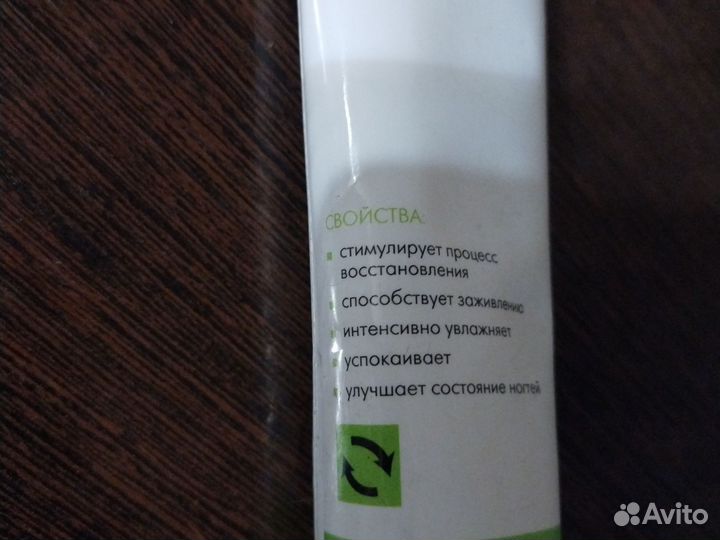 СВОЙСТВА:
стимулирует процесс
восстановления
способствует заживлению
интенсивно увлажняет
успокаивает
улучшает состояние ногтей
Avito